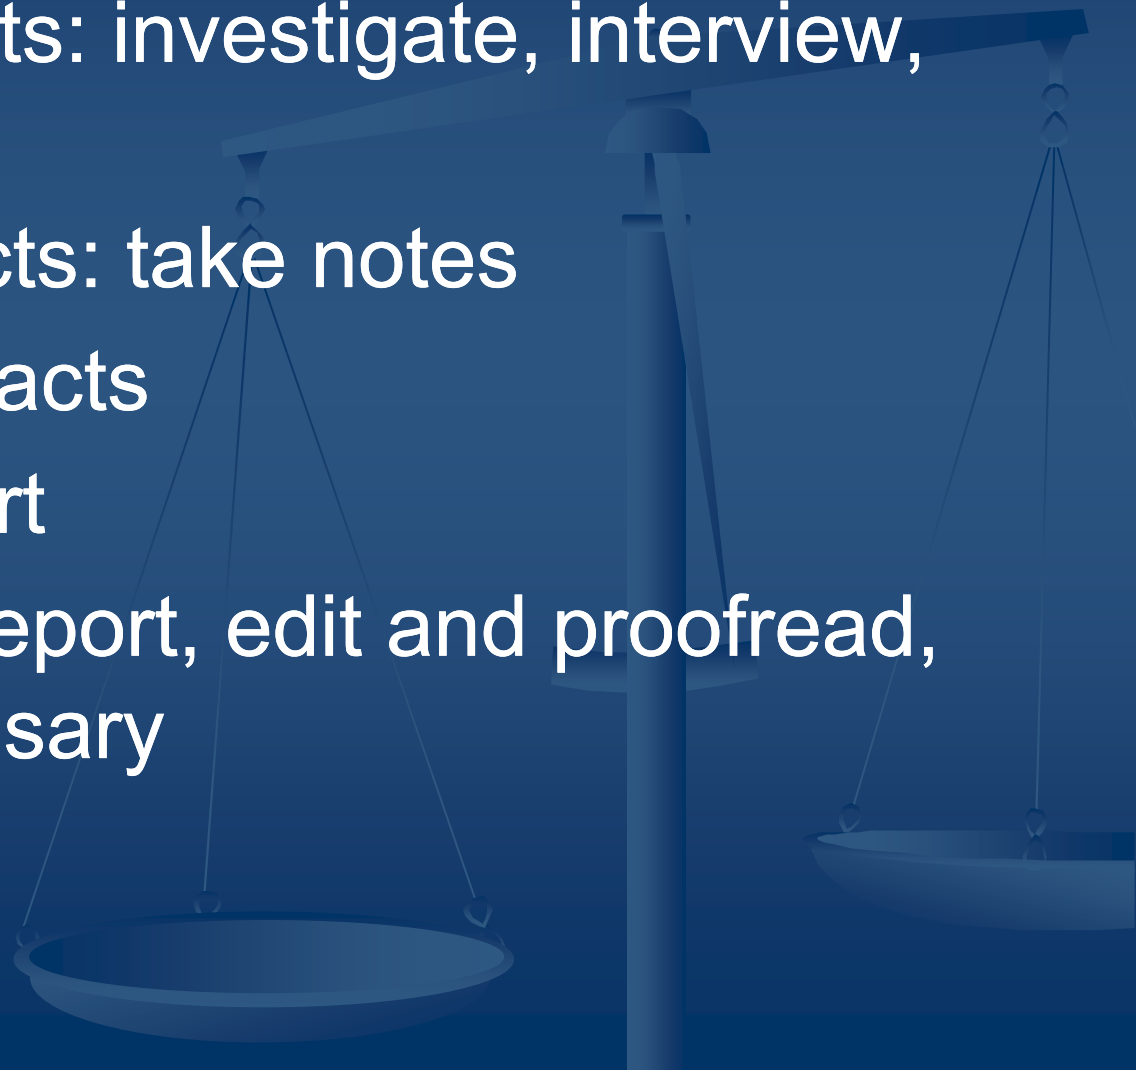 ts: investigate, interview,
cts: take notes
acts
rt
eport, edit and proofread,
sary